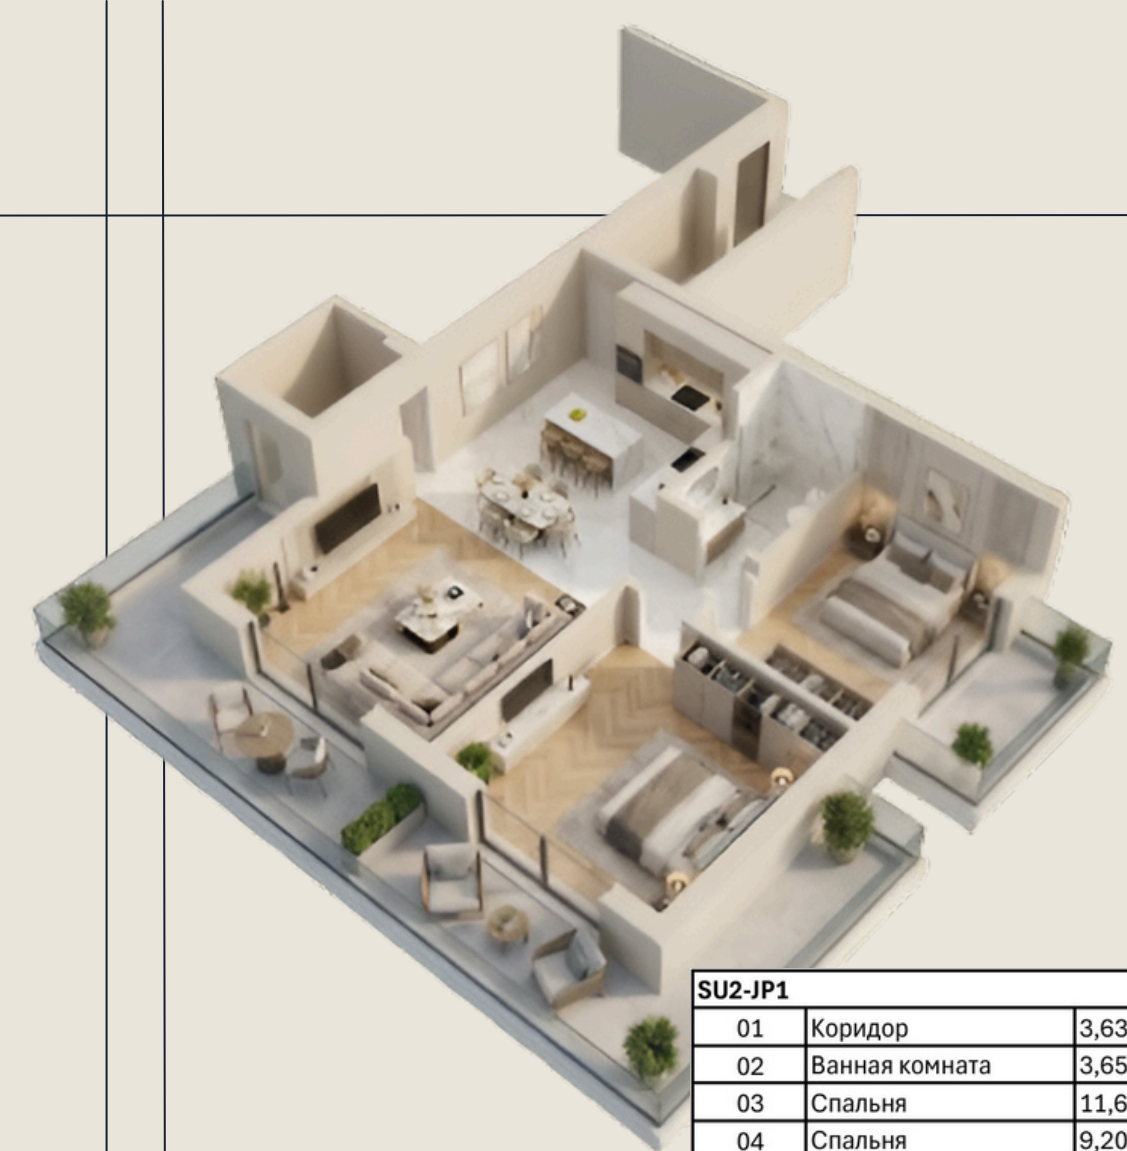 SU2-JP1
01 Коридор 3,63
02 Ванная комната 3,65
03 Спальня 11,6
04 Спальня 9,20